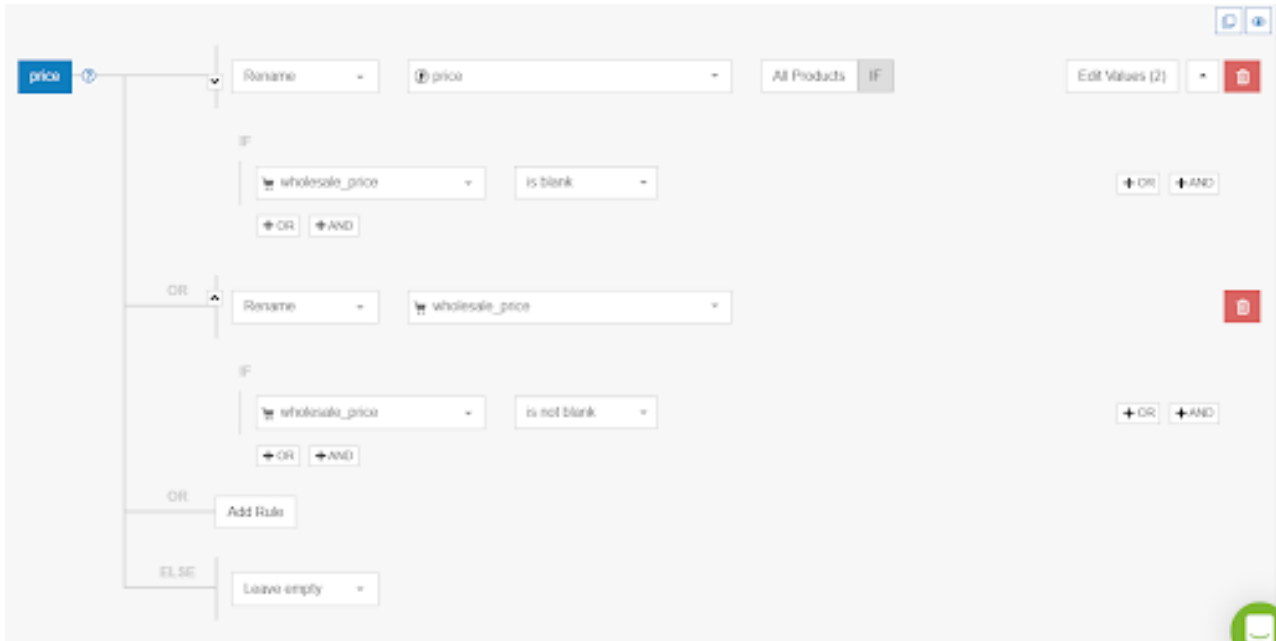 price ? Rename price All Products IF Edit Values (2)
IF
wholesale_price is blank + OR + AND
+ OR + AND
OR
Rename wholesale_price
IF
wholesale_price is not blank + OR + AND
+ OR + AND
OR
Add Rule
ELSE
Leave empty